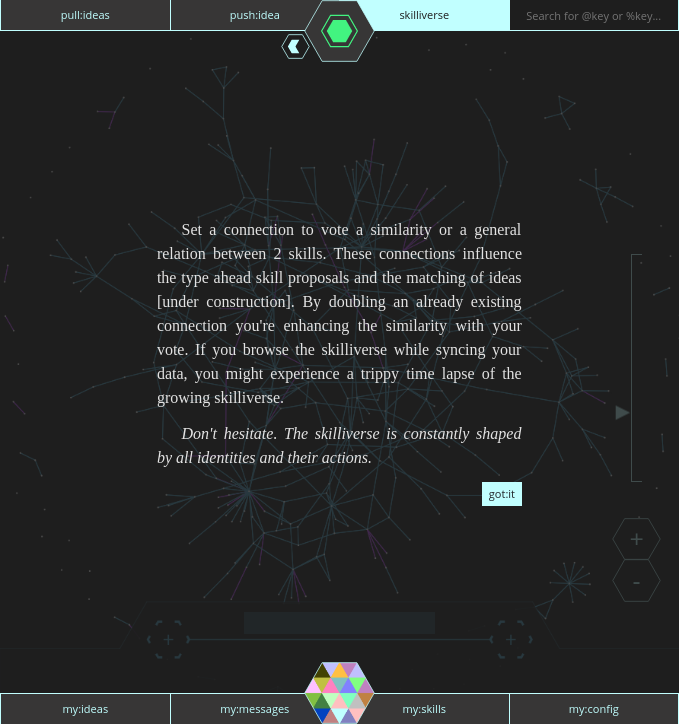 pull:ideas
push:idea
skilliverse
Search for @key or %key...
Set a connection to vote a similarity or a general
relation between 2 skills. These connections influence
the type ahead skill proposals and the matching of ideas
[under construction]. By doubling an already existing
connection you're enhancing the similarity with your
vote. If you browse the skilliverse while syncing your
data, you might experience a trippy time lapse of the
growing skilliverse.
Don't hesitate. The skilliverse is constantly shaped
by all identities and their actions.
got:it
+
-
+
+
my:ideas
my:messages
my:skills
my:config